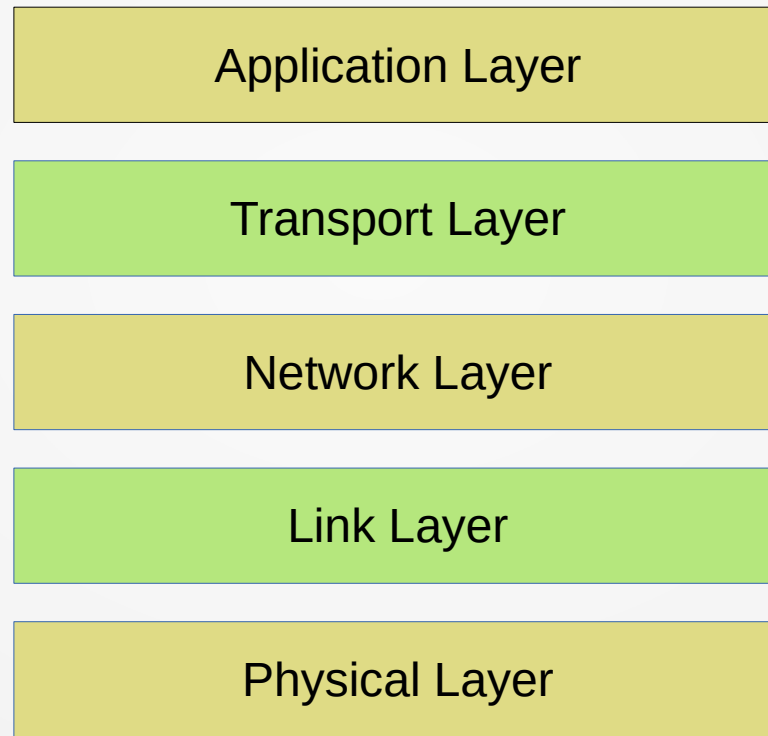 Application Layer
Transport Layer
Network Layer
Link Layer
Physical Layer